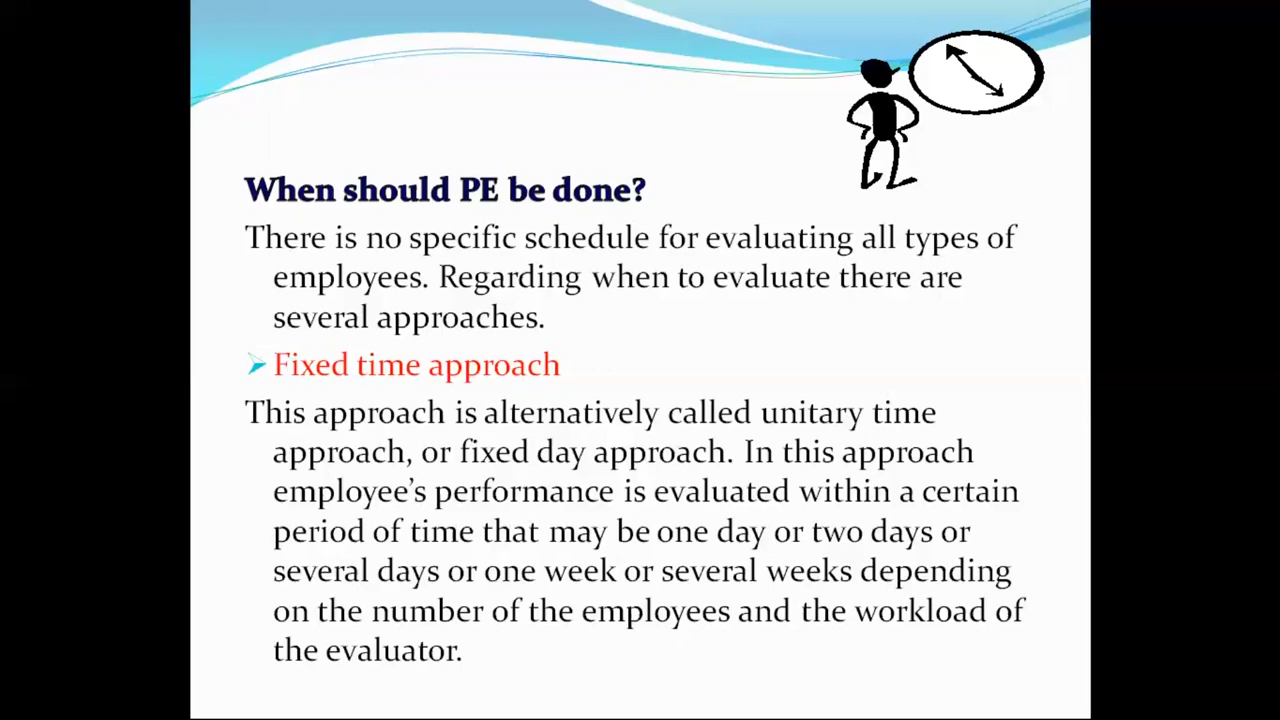 When should PE be done?
There is no specific schedule for evaluating all types of
employees. Regarding when to evaluate there are
several approaches.
Fixed time approach
This approach is alternatively called unitary time
approach, or fixed day approach. In this approach
employee’s performance is evaluated within a certain
period of time that may be one day or two days or
several days or one week or several weeks depending
on the number of the employees and the workload of
the evaluator.